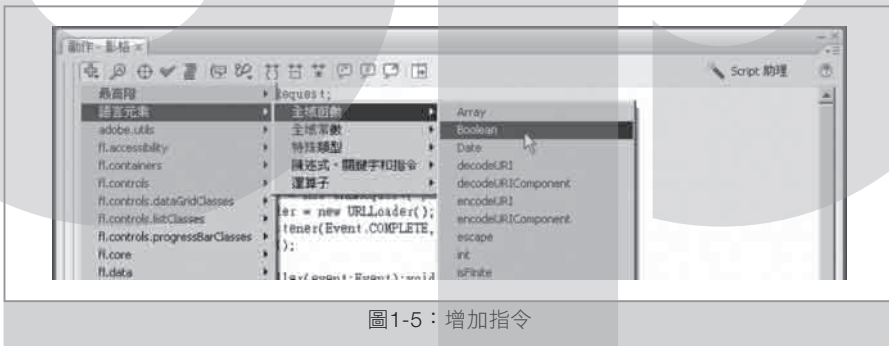 動作 - 影格 ×
Script 助理
最高階
Request;
語言元素
全域函數
Array
adobe.utils
全域常數
Boolean
fl.accessibility
特殊類型
Date
fl.containers
陳述式、關鍵字和指令
decodeURI
fl.controls
運算子
decodeURIComponent
fl.controls.dataGridClasses
encodeURI
fl.controls.listClasses
er = new URLLoader();
encodeURIComponent
fl.controls.progressBarClasses
tener(Event.COMPLETE,
escape
fl.core
);
int
fl.data
ler(event:Event):void
isFinite
圖1-5：增加指令